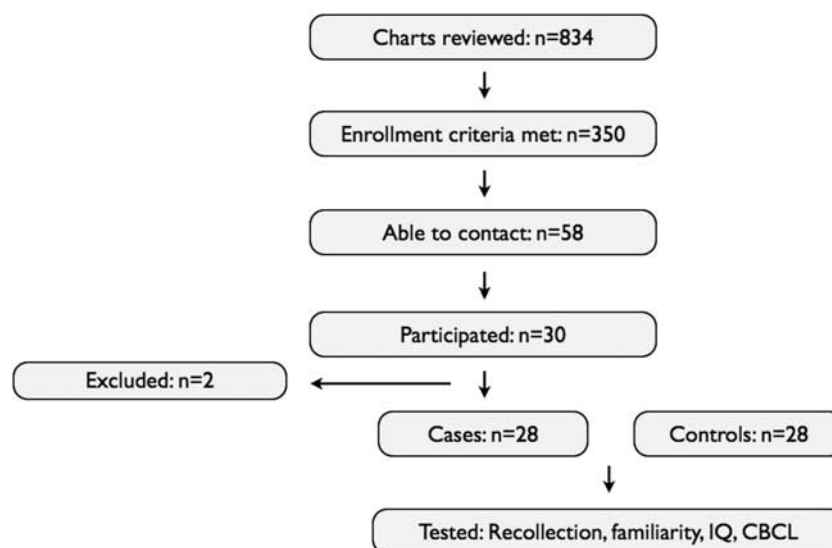 Charts reviewed: n=834
Enrollment criteria met: n=350
Able to contact: n=58
Participated: n=30
Excluded: n=2
Cases: n=28
Controls: n=28
Tested: Recollection, familiarity, IQ, CBCL